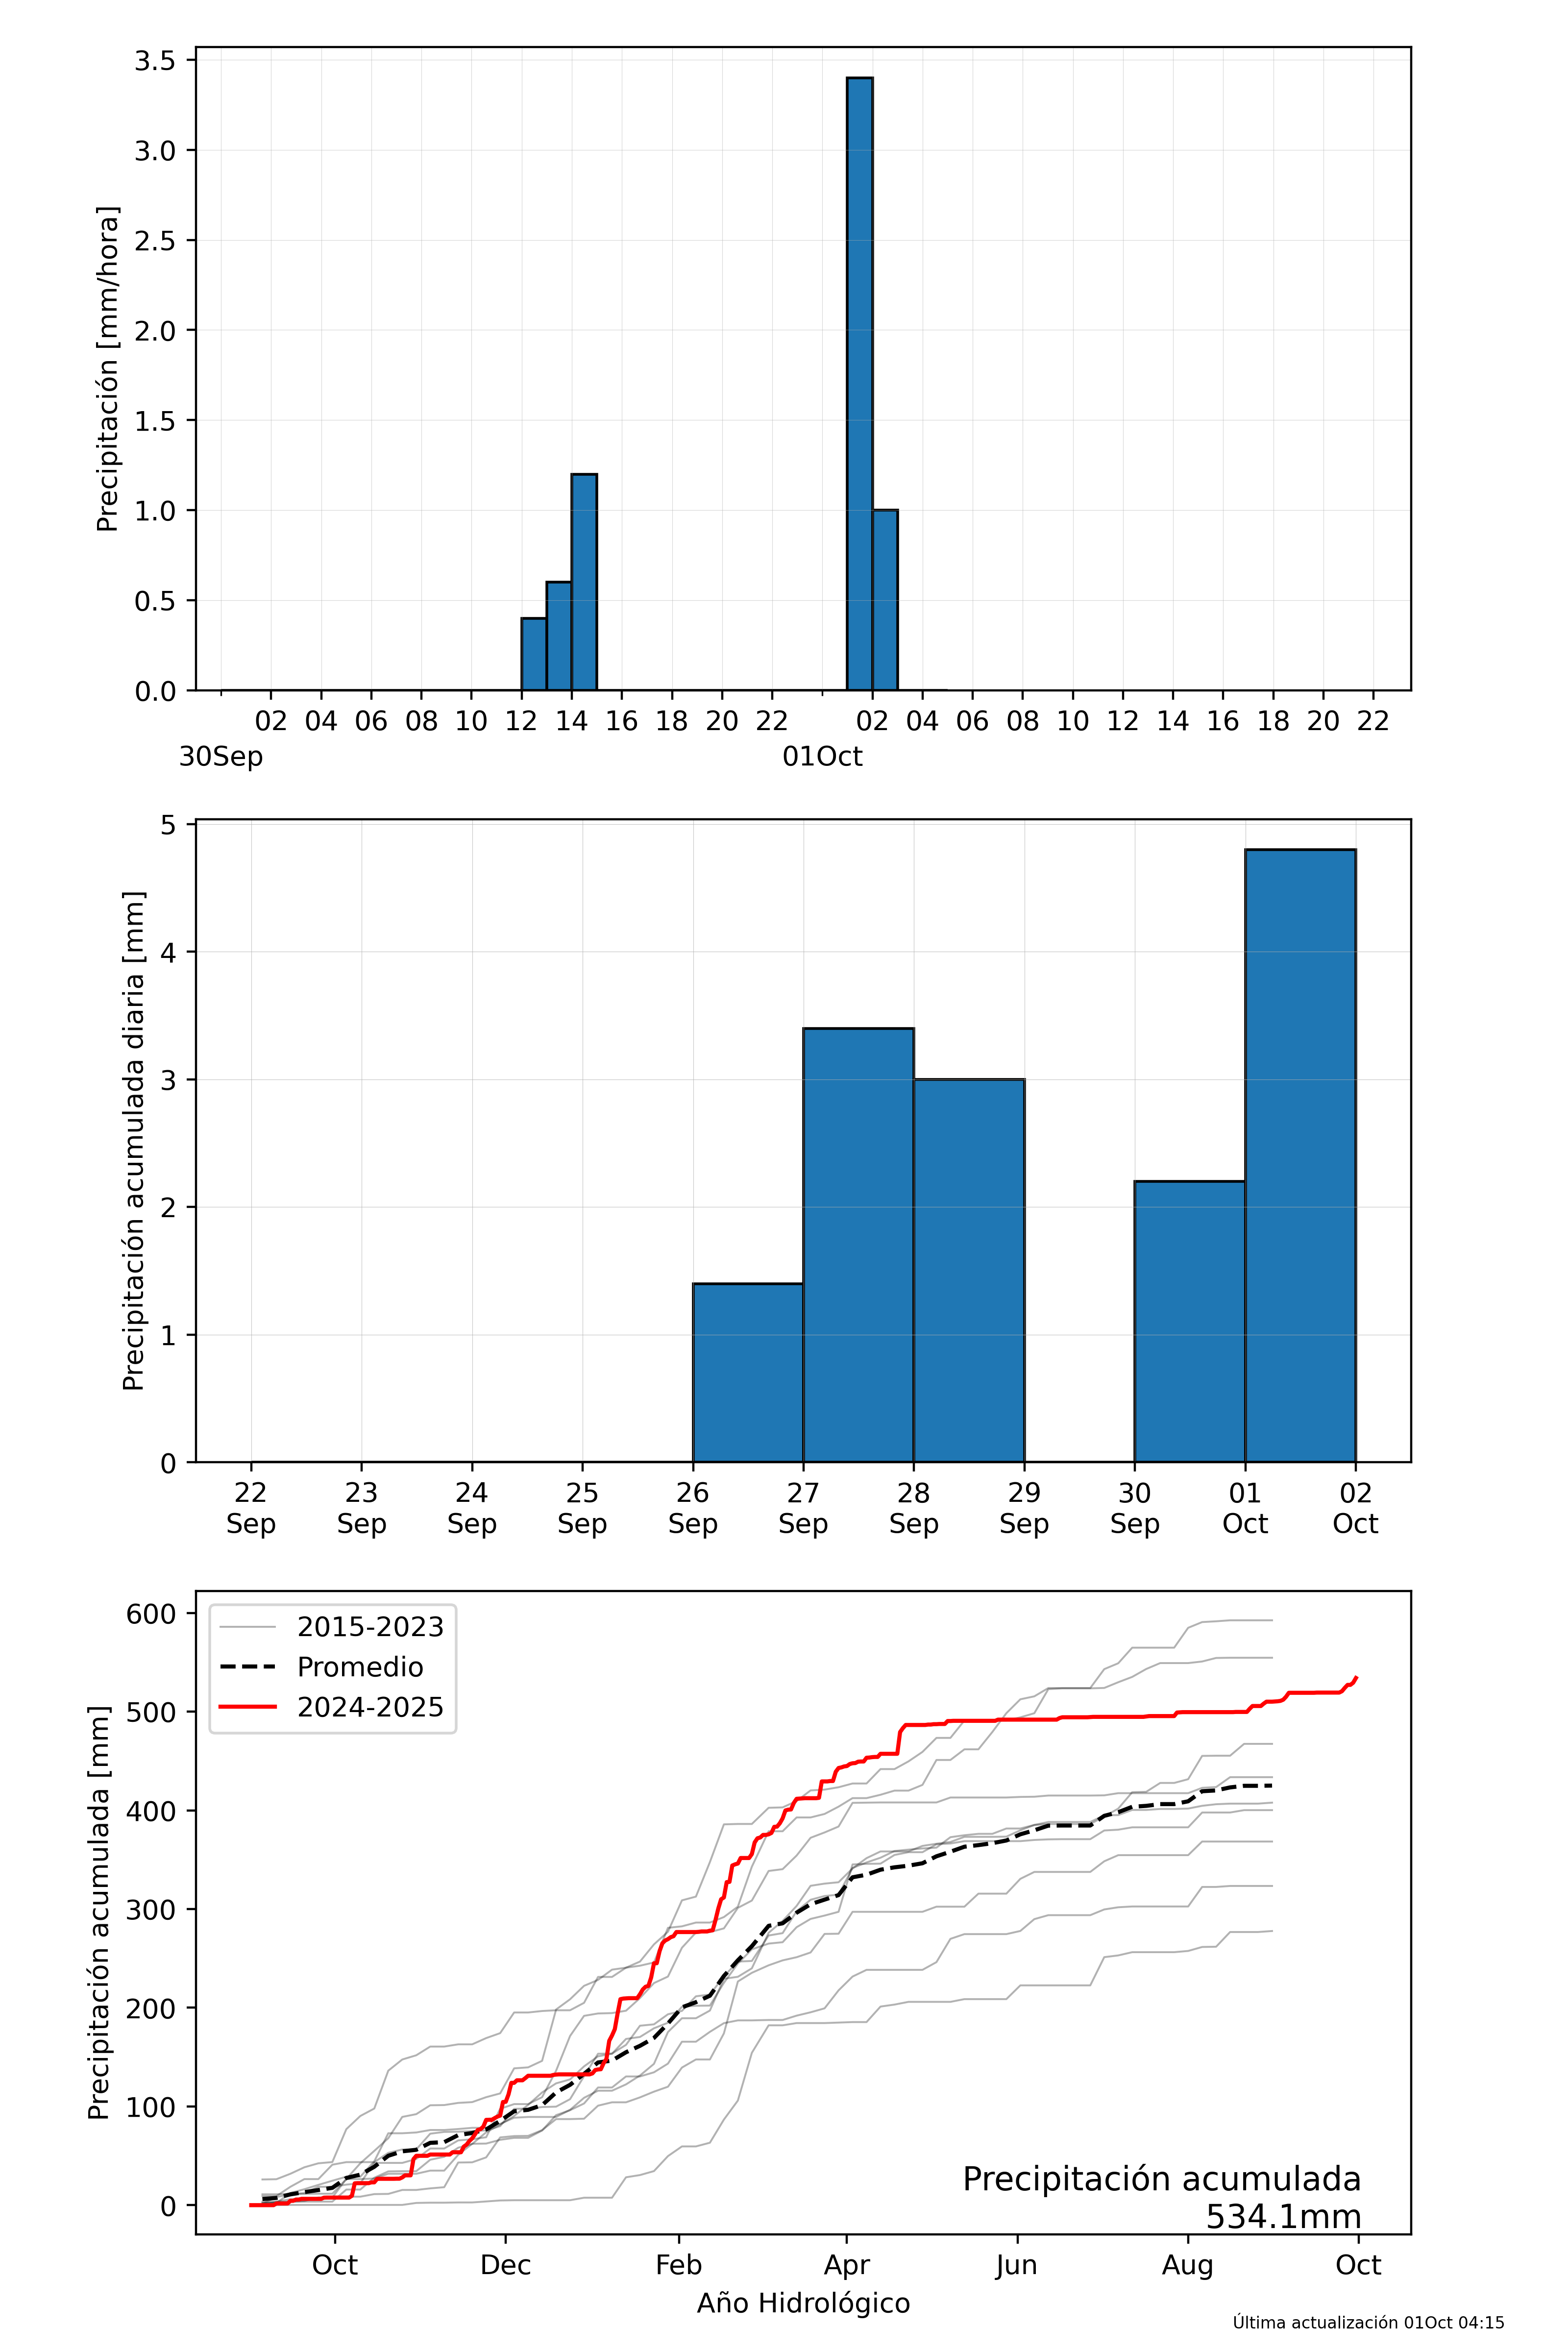 3.5
3.0
2.5
2.0
1.5
1.0
0.5
0.0
Precipitación [mm/hora]
02 04 06 08 10 12 14 16 18 20 22 02 04 06 08 10 12 14 16 18 20 22
30Sep 01Oct
5
4
3
2
1
0
Precipitación acumulada diaria [mm]
22 23 24 25 26 27 28 29 30 01 02
Sep Sep Sep Sep Sep Sep Sep Sep Sep Oct Oct
600
500
400
300
200
100
0
Precipitación acumulada [mm]
2015-2023
Promedio
2024-2025
Precipitación acumulada
534.1mm
Oct Dec Feb Apr Jun Aug Oct
Año Hidrológico
Última actualización 01Oct 04:15